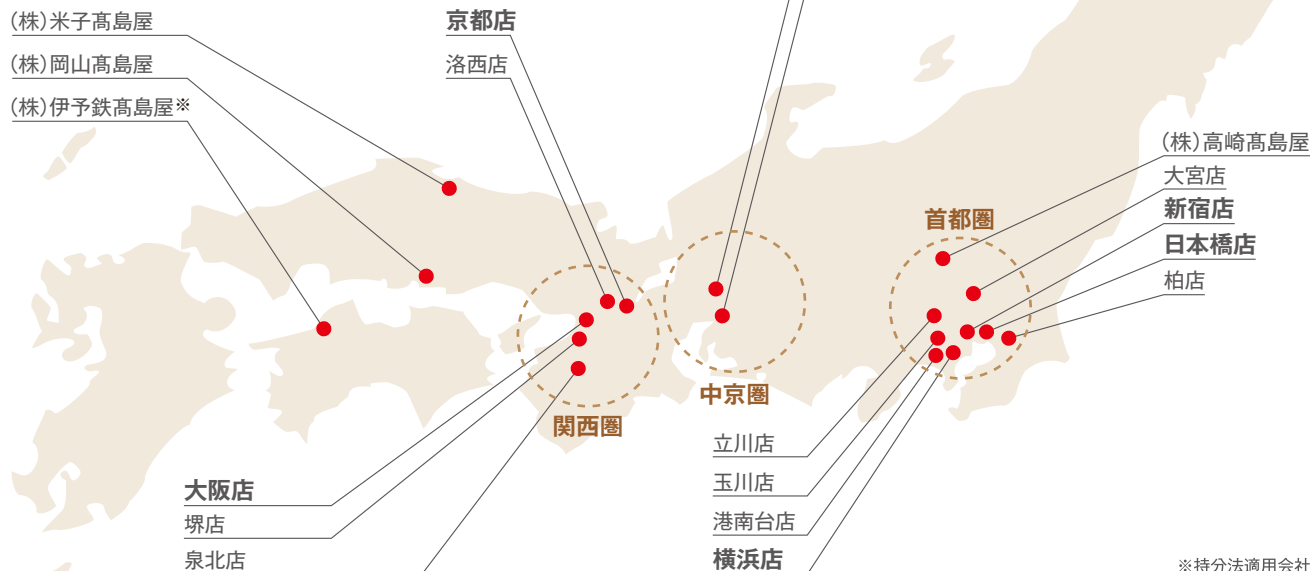 (株)米子髙島屋
(株)岡山髙島屋
(株)伊予鉄髙島屋※
京都店
洛西店
(株)高崎髙島屋
大宮店
新宿店
日本橋店
柏店
首都圏
中京圏
関西圏
大阪店
堺店
泉北店
立川店
玉川店
港南台店
横浜店
※持分法適用会社